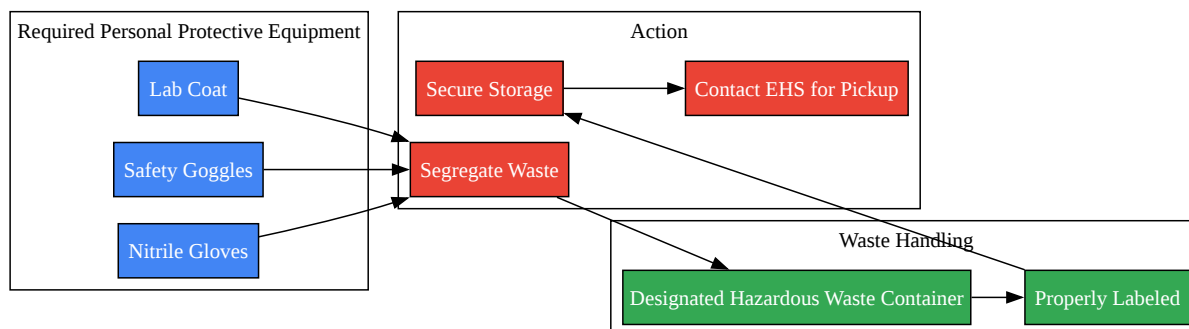 Required Personal Protective Equipment
Lab Coat
Safety Goggles
Nitrile Gloves
Action
Secure Storage
Contact EHS for Pickup
Segregate Waste
Waste Handling
Designated Hazardous Waste Container
Properly Labeled